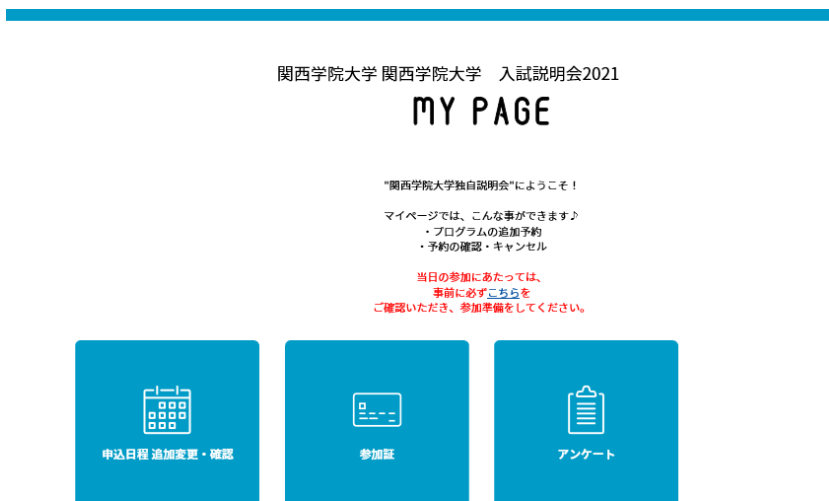 関西学院大学 関西学院大学　入試説明会2021
MY PAGE
"関西学院大学独自説明会"にようこそ！
マイページでは、こんな事ができます♪
・プログラムの追加予約
・予約の確認・キャンセル
当日の参加にあたっては、
事前に必ずこちらを
ご確認いただき、参加準備をしてください。
申込日程 追加変更・確認
参加証
アンケート